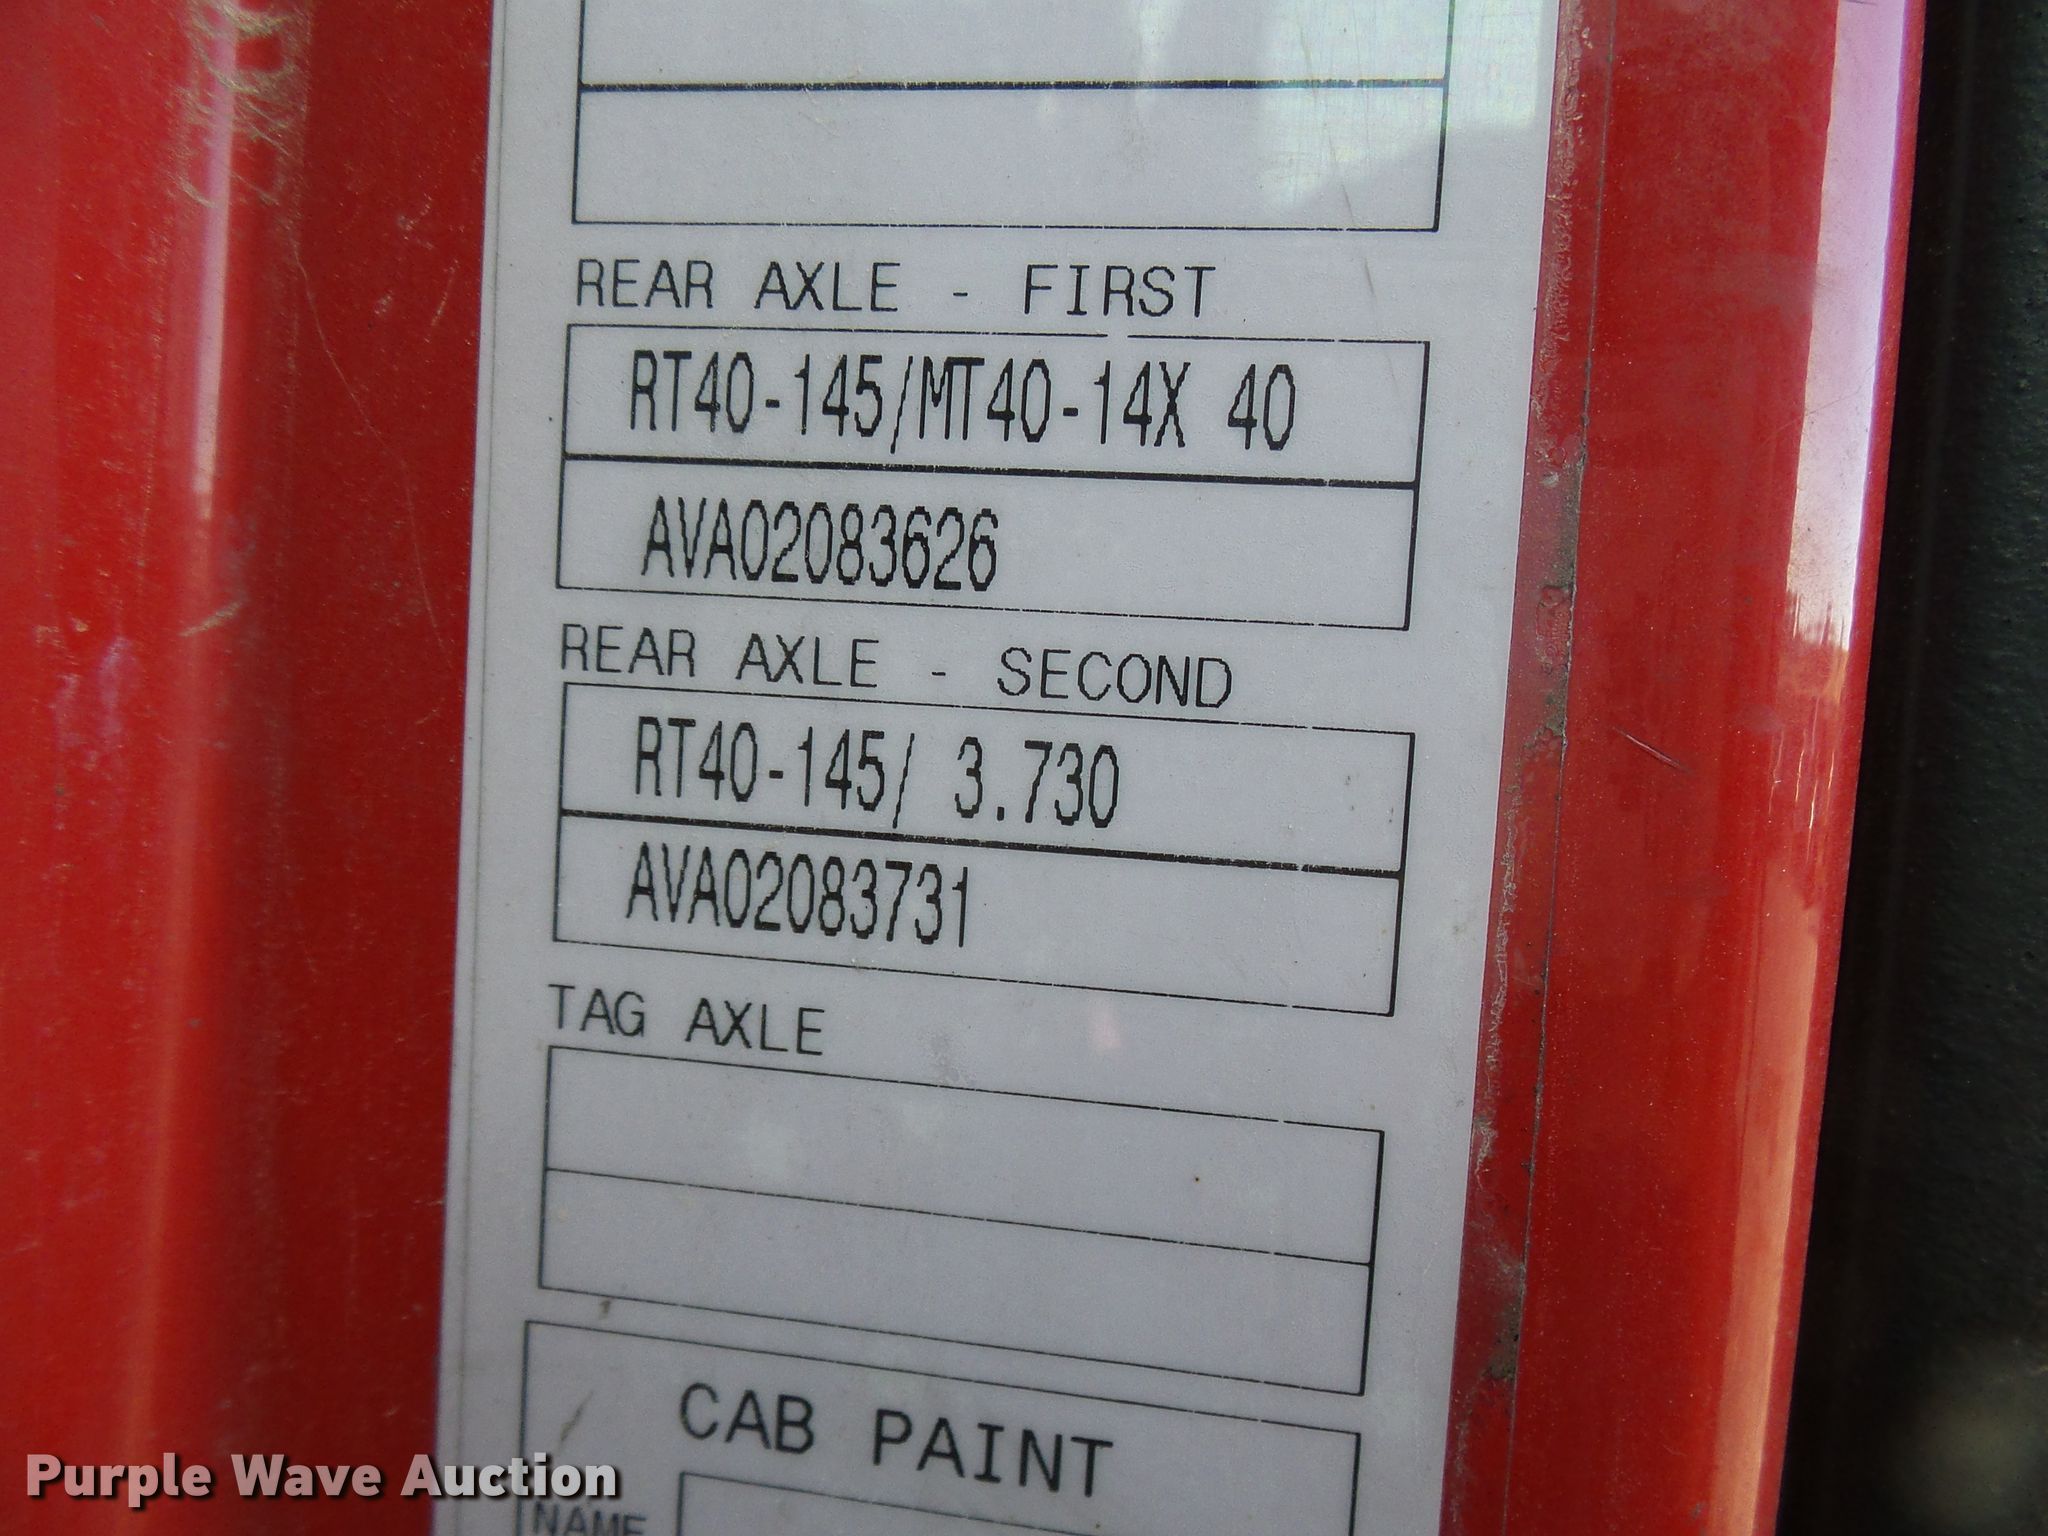 REAR AXLE - FIRST
RT40-145/MT40-14X 40
AVA02083626
REAR AXLE - SECOND
RT40-145/ 3.730
AVA02083731
TAG AXLE
CAB PAINT
NAME
Purple Wave Auction